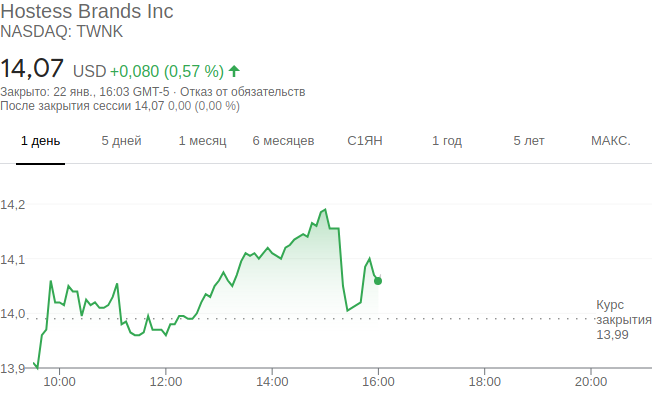 Hostess Brands Inc
NASDAQ: TWNK
14,07 USD +0,080 (0,57 %)
Закрыто: 22 янв., 16:03 GMT-5 · Отказ от обязательств
После закрытия сессии 14,07 0,00 (0,00 %)
1 день 5 дней 1 месяц 6 месяцев С1ЯН 1 год 5 лет МАКС.
14,2
14,1
14,0
13,9
Курс
закрытия
13,99
10:00 12:00 14:00 16:00 18:00 20:00